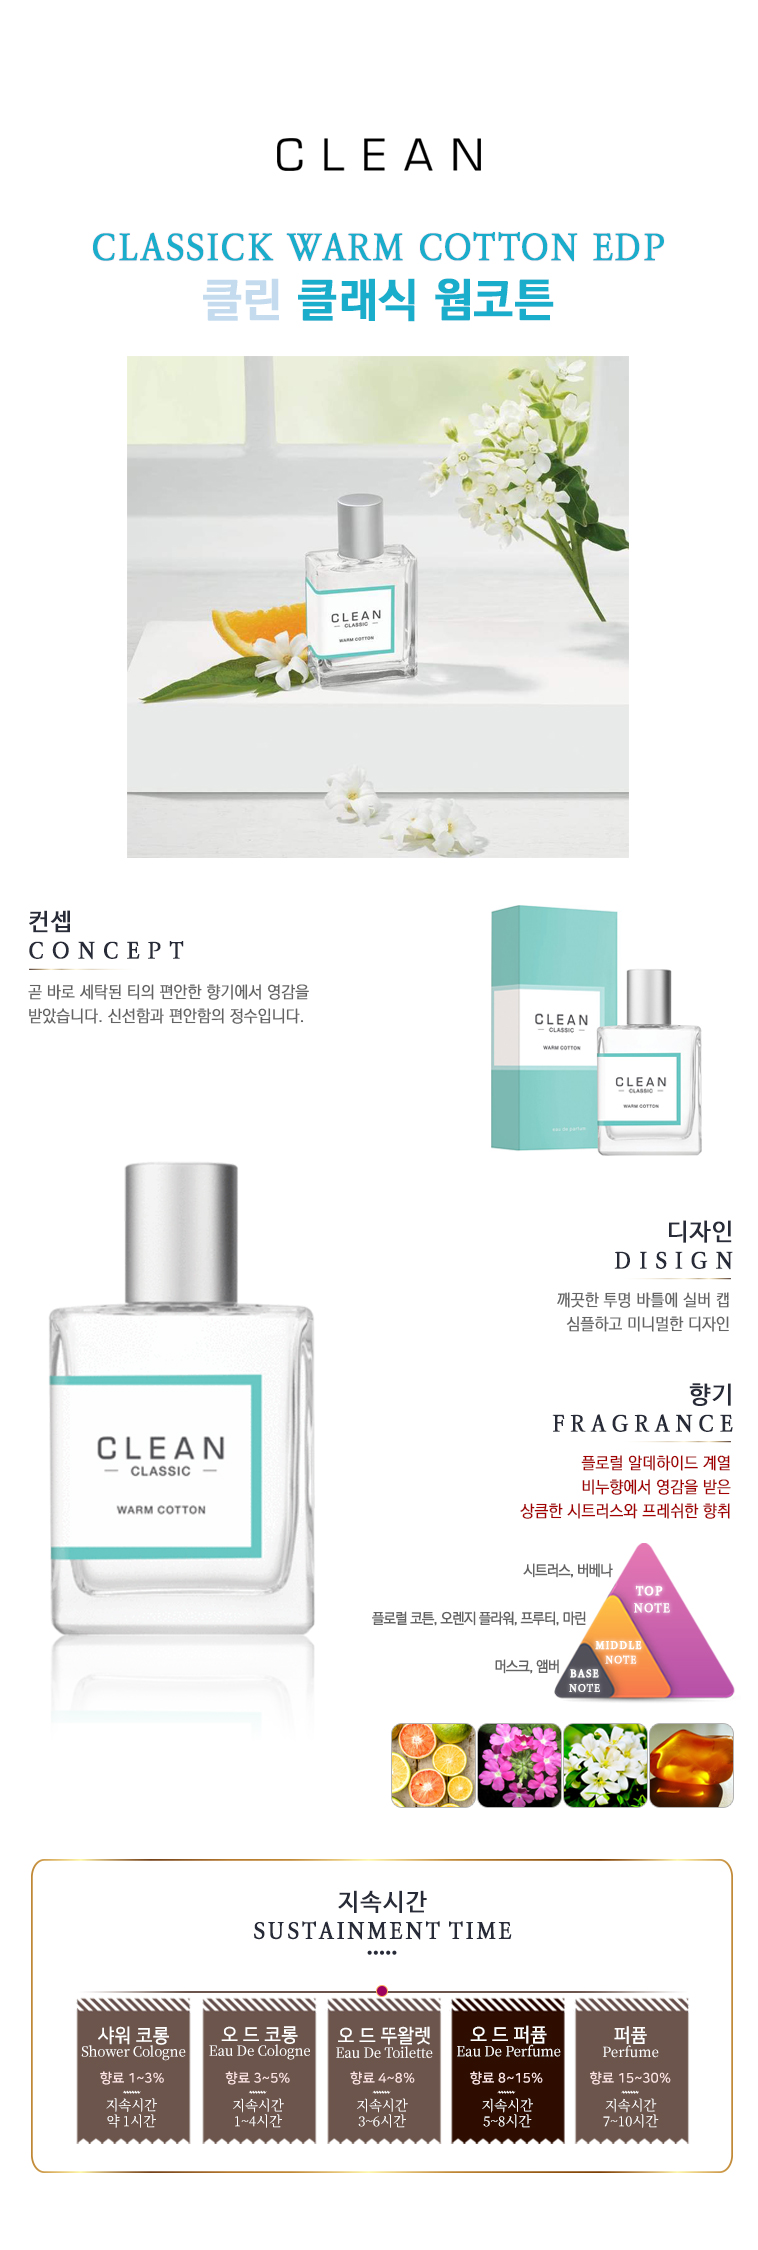 CLEAN
CLASSICK WARM COTTON EDP
클린 클래식 웜코튼
CLEAN
CLASSIC
WARM COTTON
컨셉
CONCEPT
곧 바로 세탁된 티의 편안한 향기에서 영감을
받았습니다. 신선함과 편안함의 정수입니다.
CLEAN
CLASSIC
WARM COTTON
CLEAN
CLASSIC
WARM COTTON
디자인
DISIGN
깨끗한 투명 바틀에 실버 캡
심플하고 미니멀한 디자인
CLEAN
CLASSIC
WARM COTTON
향기
FRAGRANCE
플로럴 알데하이드 계열
비누향에서 영감을 받은
상큼한 시트러스와 프레쉬한 향취
시트러스, 버베나
TOP
NOTE
플로럴 코튼, 오렌지 플라워, 프루티, 마린
MIDDLE
NOTE
머스크, 앰버
BASE
NOTE
지속시간
SUSTAINMENT TIME
샤워 코롱
Shower Cologne
향료 1~3%
지속시간
약 1시간
오 드 코롱
Eau De Cologne
향료 3~5%
지속시간
1~4시간
오 드 뚜왈렛
Eau De Toilette
향료 4~8%
지속시간
3~6시간
오 드 퍼퓸
Eau De Perfume
향료 8~15%
지속시간
5~8시간
퍼퓸
Perfume
향료 15~30%
지속시간
7~10시간